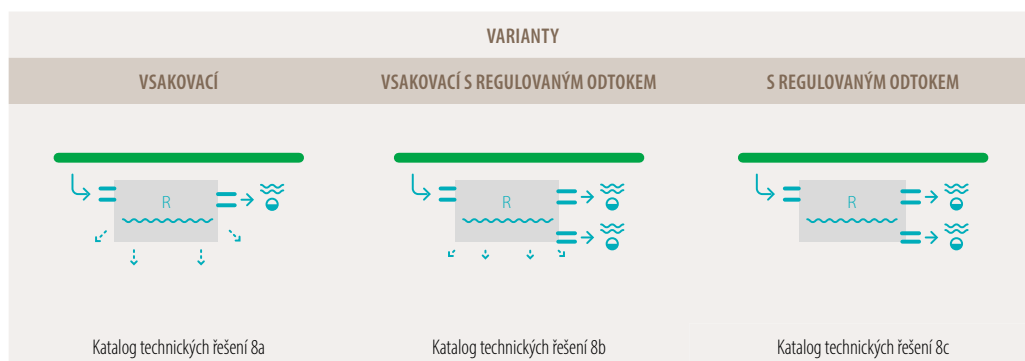 VARIANTY
VSAKOVACÍ
VSAKOVACÍ S REGULOVANÝM ODTOKEM
S REGULOVANÝM ODTOKEM
R
R
R
Katalog technických řešení 8a
Katalog technických řešení 8b
Katalog technických řešení 8c